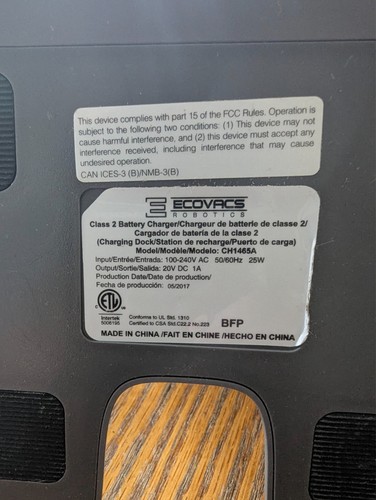 This device complies with part 15 of the FCC Rules. Operation is
subject to the following two conditions: (1) This device may not
cause harmful interference, and (2) this device must accept any
interference received, including interference that may cause
undesired operation.
CAN ICES-3 (B)/NMB-3(B)
ECOVACS
ROBOTICS
Class 2 Battery Charger/Chargeur de batterie de classe 2/
Cargador de bateria de la clase 2
(Charging Dock/Station de recharge/Puerto de carga)
Model/Modèle/Modelo: CH1465A
Input/Entrée/Entrada: 100-240V AC 50/60Hz 25W
Output/Sortie/Salida: 20V DC 1A
Production Date/Date de production/
Fecha de producción: 05/2017
ETL
Intertek
5008195
Conforms to UL Std. 1310
Certified to CSA Std.C22.2 No.223
BFP
MADE IN CHINA /FAIT EN CHINE /HECHO EN CHINA